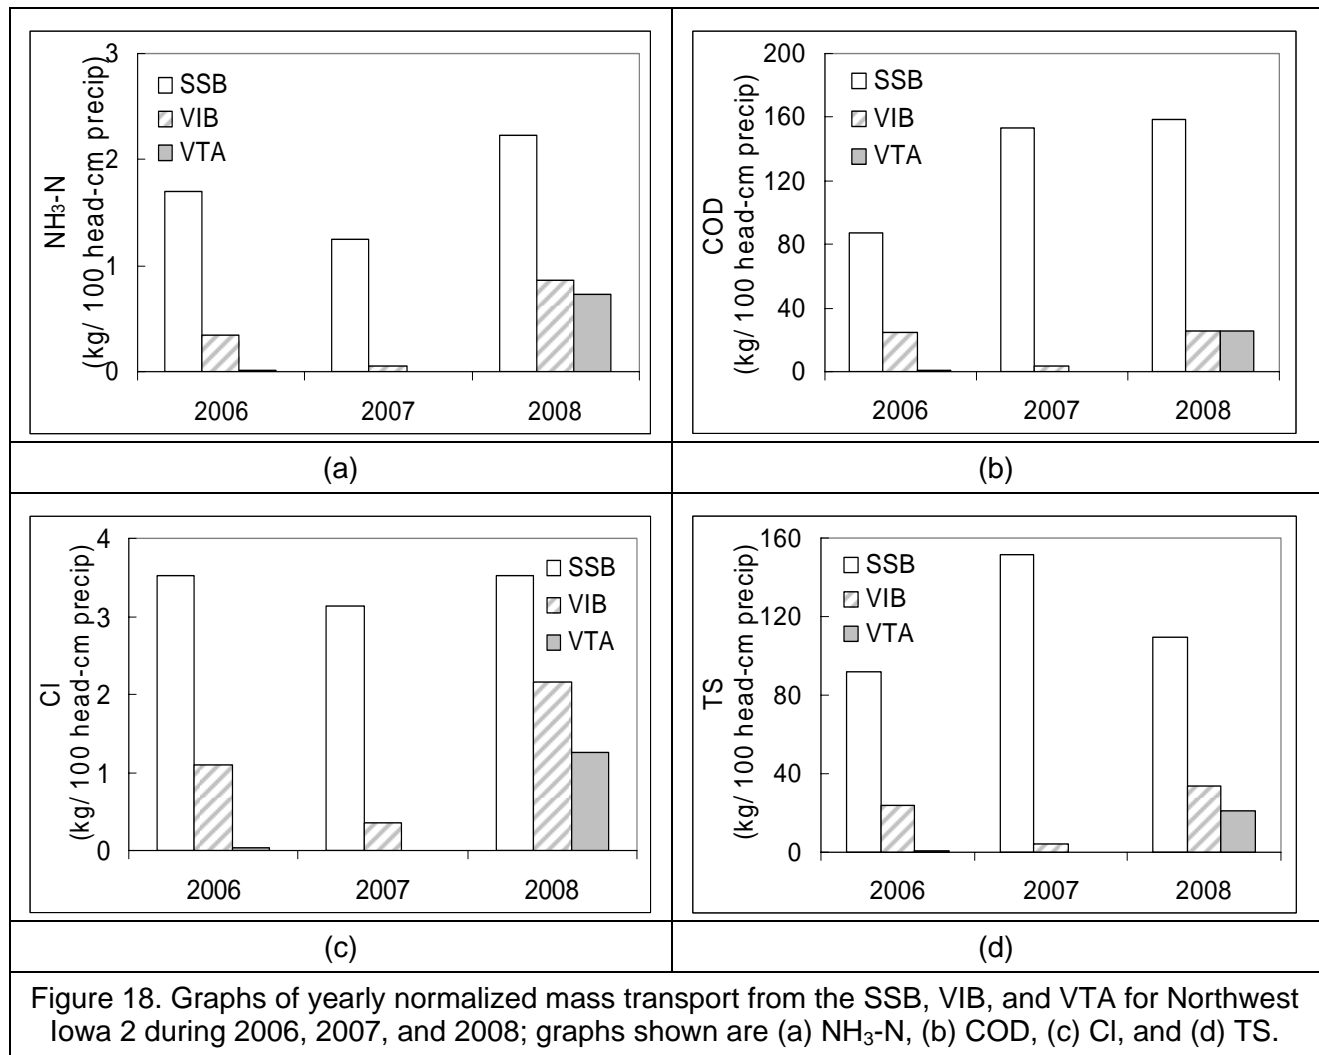 NH₃-N
(kg/ 100 head-cm precip)
3
2
1
0
SSB
VIB
VTA
2006 2007 2008
COD
(kg/ 100 head-cm precip)
200
160
120
80
40
0
SSB
VIB
VTA
2006 2007 2008
(a) (b)
Cl
(kg/ 100 head-cm precip)
4
3
2
1
0
SSB
VIB
VTA
2006 2007 2008
TS
(kg/ 100 head-cm precip)
160
120
80
40
0
SSB
VIB
VTA
2006 2007 2008
(c) (d)
Figure 18. Graphs of yearly normalized mass transport from the SSB, VIB, and VTA for Northwest
Iowa 2 during 2006, 2007, and 2008; graphs shown are (a) NH₃-N, (b) COD, (c) Cl, and (d) TS.